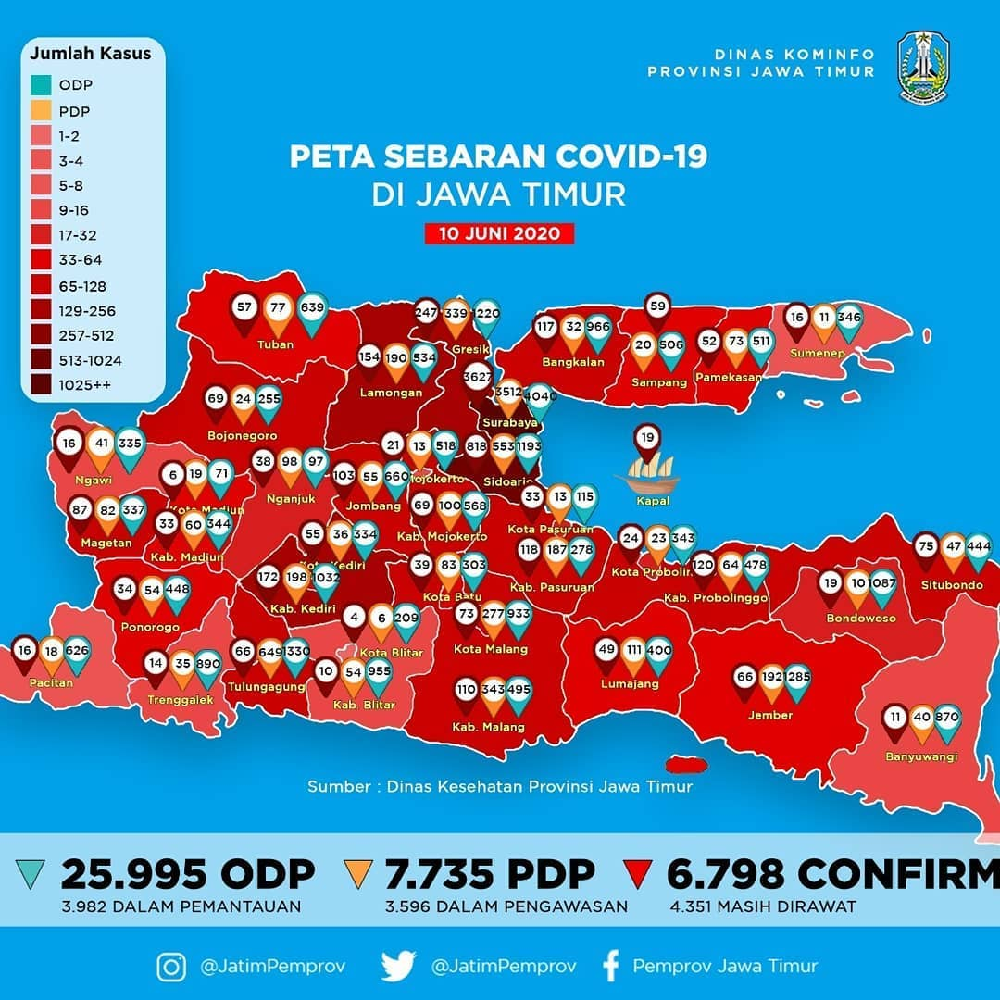 Jumlah Kasus
ODP
PDP
1-2
3-4
5-8
9-16
17-32
33-64
65-128
129-256
257-512
513-1024
1025++
DINAS KOMINFO
PROVINSI JAWA TIMUR
PETA SEBARAN COVID-19
DI JAWA TIMUR
10 JUNI 2020
57 77 639
Tuban
247 339 1220
Gresik
154 190 534
Lamongan
117 32 966
Bangkalan
59
20 506
Sampang
52 73 511
Pamekasan
16 11 346
Sumenep
3627 3512 4040
Surabaya
69 24 255
Bojonegoro
16 41 335
Ngawi
6 19 71
Kota Madiun
38 98 97
Nganjuk
21 13 518
Mojokerto
818 553 1193
Sidoarjo
19
Kapal
103 55 660
Jombang
87 82 337
Magetan
33 60 344
Kab. Madiun
69 100 568
Kab. Mojokerto
33 13 115
Kota Pasuruan
55 36 334
Kota Kediri
118 187 278
Kab. Pasuruan
24 23 343
Kota Probolin
120 64 478
Kab. Probolinggo
75 47 444
Situbondo
19 10 1087
Bondowoso
34 54 448
Ponorogo
172 198 1032
Kab. Kediri
39 83 303
Kota Batu
4 6 209
Kota Blitar
73 277 933
Kota Malang
16 18 626
Pacitan
14 35 890
Trenggalek
66 649 1330
Tulungagung
10 54 955
Kab. Blitar
110 343 495
Kab. Malang
49 111 400
Lumajang
66 192 1285
Jember
11 40 870
Banyuwangi
Sumber : Dinas Kesehatan Provinsi Jawa Timur
25.995 ODP
3.982 DALAM PEMANTAUAN
7.735 PDP
3.596 DALAM PENGAWASAN
6.798 CONFIRM
4.351 MASIH DIRAWAT
@JatimPemprov
@JatimPemprov
Pemprov Jawa Timur